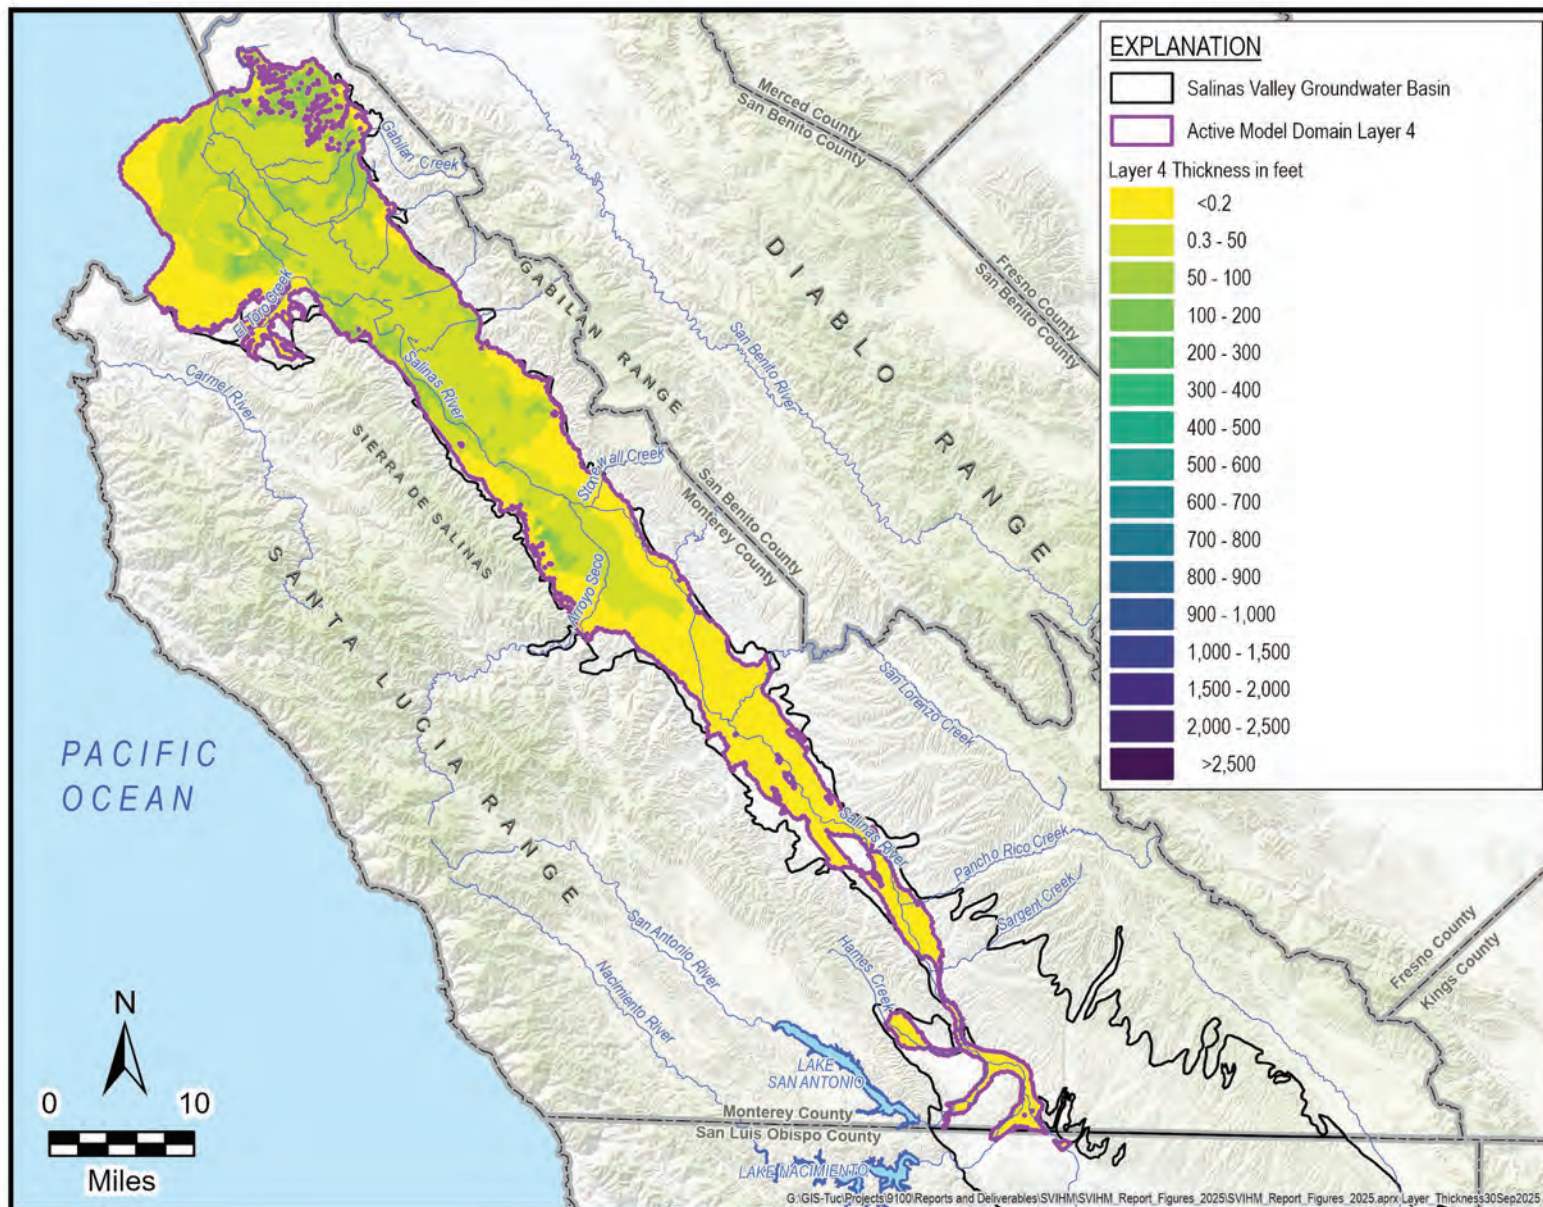 EXPLANATION
Salinas Valley Groundwater Basin
Active Model Domain Layer 4
Layer 4 Thickness in feet
<0.2
0.3 - 50
50 - 100
100 - 200
200 - 300
300 - 400
400 - 500
500 - 600
600 - 700
700 - 800
800 - 900
900 - 1,000
1,000 - 1,500
1,500 - 2,000
2,000 - 2,500
>2,500
Merced County
San Benito County
Fresno County
San Benito County
Gabilan Creek
DIABLO RANGE
GABILAN RANGE
San Benito River
El Toro Creek
Carmel River
Salinas River
SIERRA DE SALINAS
Stonewall Creek
San Benito County
Monterey County
Arroyo Seco
SANTA LUCIA RANGE
San Lorenzo Creek
PACIFIC
OCEAN
Salinas River
Pancho Rico Creek
Sargent Creek
San Antonio River
Hames Creek
Nacimiento River
Fresno County
Kings County
N
0 10
Miles
LAKE
SAN ANTONIO
Monterey County
San Luis Obispo County
LAKE NACIMIENTO
G:\GIS-Tuc\Projects\9100\Reports and Deliverables\SVIHM\SVIHM_Report_Figures_2025\SVIHM_Report_Figures_2025.aprx Layer_Thickness30Sep2025